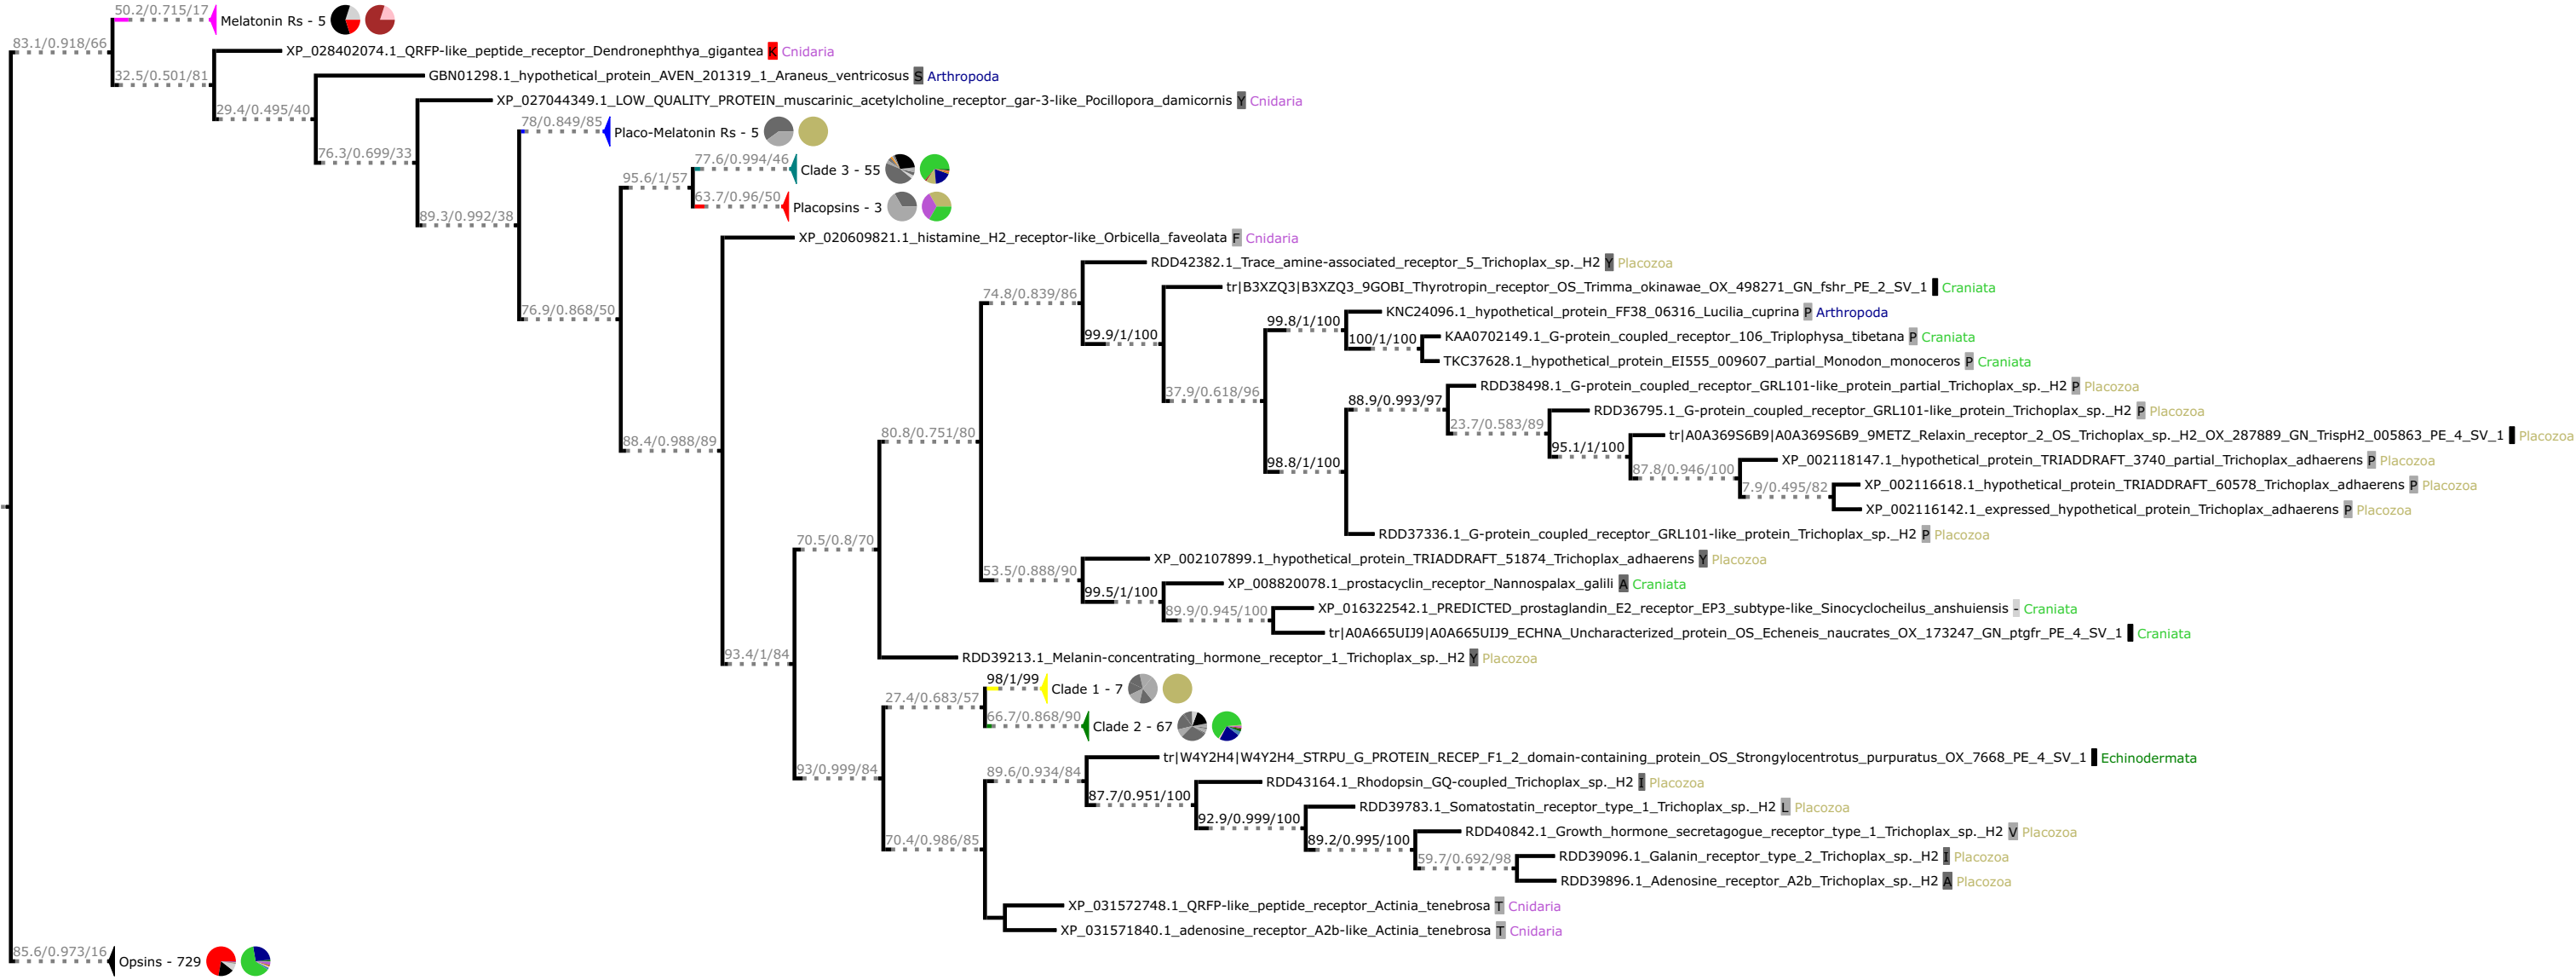 50.2/0.715/17
Melatonin Rs - 5
83.1/0.918/66
XP_028402074.1_QRFP-like_peptide_receptor_Dendronephthya_gigantea K Cnidaria
32.5/0.501/81
GBN01298.1_hypothetical_protein_AVEN_201319_1_Araneus_ventricosus S Arthropoda
XP_027044349.1_LOW_QUALITY_PROTEIN_muscarinic_acetylcholine_receptor_gar-3-like_Pocillopora_damicornis Y Cnidaria
29.4/0.495/40
78/0.849/85
Placo-Melatonin Rs - 5
76.3/0.699/33
77.6/0.994/46
Clade 3 - 55
95.6/1/57
63.7/0.96/50
Placopsins - 3
89.3/0.992/38
XP_020609821.1_histamine_H2_receptor-like_Orbicella_faveolata F Cnidaria
RDD42382.1_Trace_amine-associated_receptor_5_Trichoplax_sp._H2 Y Placozoa
74.8/0.839/86
tr|B3XZQ3|B3XZQ3_9GOBI_Thyrotropin_receptor_OS_Trimma_okinawae_OX_498271_GN_fshr_PE_2_SV_1 Craniata
76.9/0.868/50
KNC24096.1_hypothetical_protein_FF38_06316_Lucilia_cuprina P Arthropoda
99.8/1/100
99.9/1/100
KAA0702149.1_G-protein_coupled_receptor_106_Triplophysa_tibetana P Craniata
100/1/100
TKC37628.1_hypothetical_protein_EI555_009607_partial_Monodon_monoceros P Craniata
RDD38498.1_G-protein_coupled_receptor_GRL101-like_protein_partial_Trichoplax_sp._H2 P Placozoa
37.9/0.618/96
88.9/0.993/97
RDD36795.1_G-protein_coupled_receptor_GRL101-like_protein_Trichoplax_sp._H2 P Placozoa
23.7/0.583/89
80.8/0.751/80
tr|A0A369S6B9|A0A369S6B9_9METZ_Relaxin_receptor_2_OS_Trichoplax_sp._H2_OX_287889_GN_TrispH2_005863_PE_4_SV_1 Placozoa
88.4/0.988/89
95.1/1/100
XP_002118147.1_hypothetical_protein_TRIADDRAFT_3740_partial_Trichoplax_adhaerens P Placozoa
98.8/1/100
87.8/0.946/100
XP_002116618.1_hypothetical_protein_TRIADDRAFT_60578_Trichoplax_adhaerens P Placozoa
7.9/0.495/82
XP_002116142.1_expressed_hypothetical_protein_Trichoplax_adhaerens P Placozoa
RDD37336.1_G-protein_coupled_receptor_GRL101-like_protein_Trichoplax_sp._H2 P Placozoa
70.5/0.8/70
XP_002107899.1_hypothetical_protein_TRIADDRAFT_51874_Trichoplax_adhaerens Y Placozoa
53.5/0.888/90
XP_008820078.1_prostacyclin_receptor_Nannospalax_galili A Craniata
99.5/1/100
XP_016322542.1_PREDICTED_prostaglandin_E2_receptor_EP3_subtype-like_Sinocyclocheilus_anshuiensis - Craniata
89.9/0.945/100
tr|A0A665UIJ9|A0A665UIJ9_ECHNA_Uncharacterized_protein_OS_Echeneis_naucrates_OX_173247_GN_ptgfr_PE_4_SV_1 Craniata
93.4/1/84
RDD39213.1_Melanin-concentrating_hormone_receptor_1_Trichoplax_sp._H2 Y Placozoa
98/1/99
Clade 1 - 7
27.4/0.683/57
66.7/0.868/90
Clade 2 - 67
tr|W4Y2H4|W4Y2H4_STRPU_G_PROTEIN_RECEP_F1_2_domain-containing_protein_OS_Strongylocentrotus_purpuratus_OX_7668_PE_4_SV_1 Echinodermata
93/0.999/84
89.6/0.934/84
RDD43164.1_Rhodopsin_GQ-coupled_Trichoplax_sp._H2 I Placozoa
87.7/0.951/100
RDD39783.1_Somatostatin_receptor_type_1_Trichoplax_sp._H2 L Placozoa
92.9/0.999/100
RDD40842.1_Growth_hormone_secretagogue_receptor_type_1_Trichoplax_sp._H2 V Placozoa
70.4/0.986/85
89.2/0.995/100
RDD39096.1_Galanin_receptor_type_2_Trichoplax_sp._H2 I Placozoa
59.7/0.692/98
RDD39896.1_Adenosine_receptor_A2b_Trichoplax_sp._H2 A Placozoa
XP_031572748.1_QRFP-like_peptide_receptor_Actinia_tenebrosa T Cnidaria
XP_031571840.1_adenosine_receptor_A2b-like_Actinia_tenebrosa T Cnidaria
85.6/0.973/16
Opsins - 729